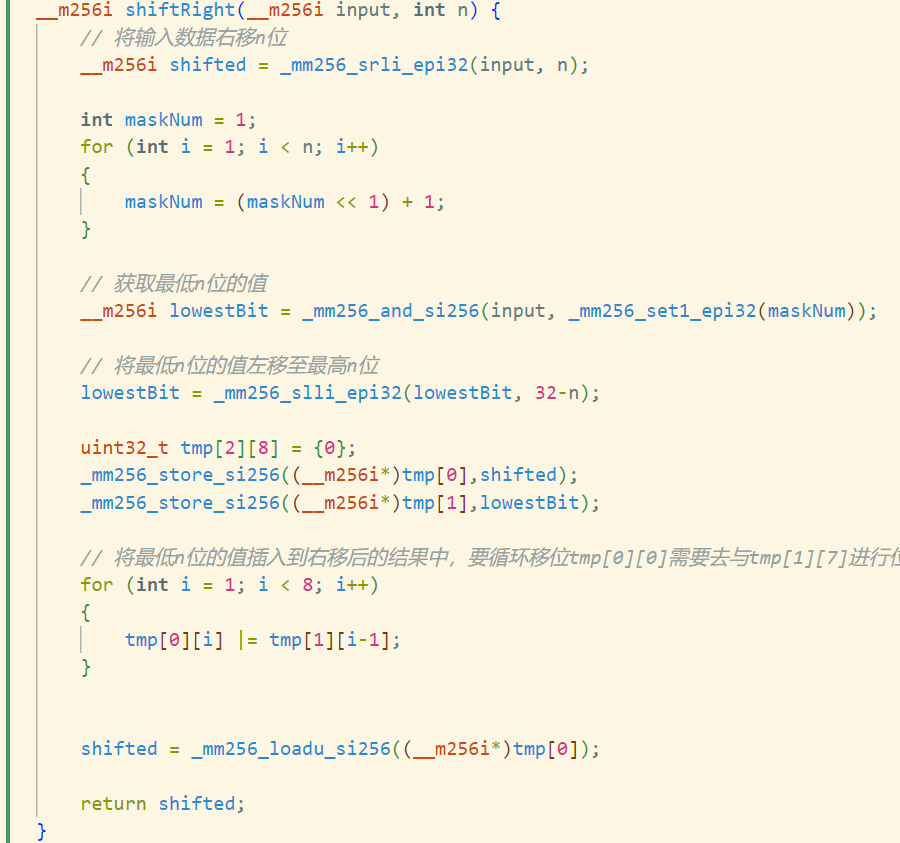 __m256i shiftRight(__m256i input, int n) {
// 将输入数据右移n位
__m256i shifted = _mm256_srli_epi32(input, n);
int maskNum = 1;
for (int i = 1; i < n; i++)
{
maskNum = (maskNum << 1) + 1;
}
// 获取最低n位的值
__m256i lowestBit = _mm256_and_si256(input, _mm256_set1_epi32(maskNum));
// 将最低n位的值左移至最高n位
lowestBit = _mm256_slli_epi32(lowestBit, 32-n);
uint32_t tmp[2][8] = {0};
_mm256_store_si256((__m256i*)tmp[0],shifted);
_mm256_store_si256((__m256i*)tmp[1],lowestBit);
// 将最低n位的值插入到右移后的结果中，要循环移位tmp[0][0]需要去与tmp[1][7]进行
for (int i = 1; i < 8; i++)
{
tmp[0][i] |= tmp[1][i-1];
}
shifted = _mm256_loadu_si256((__m256i*)tmp[0]);
return shifted;
}